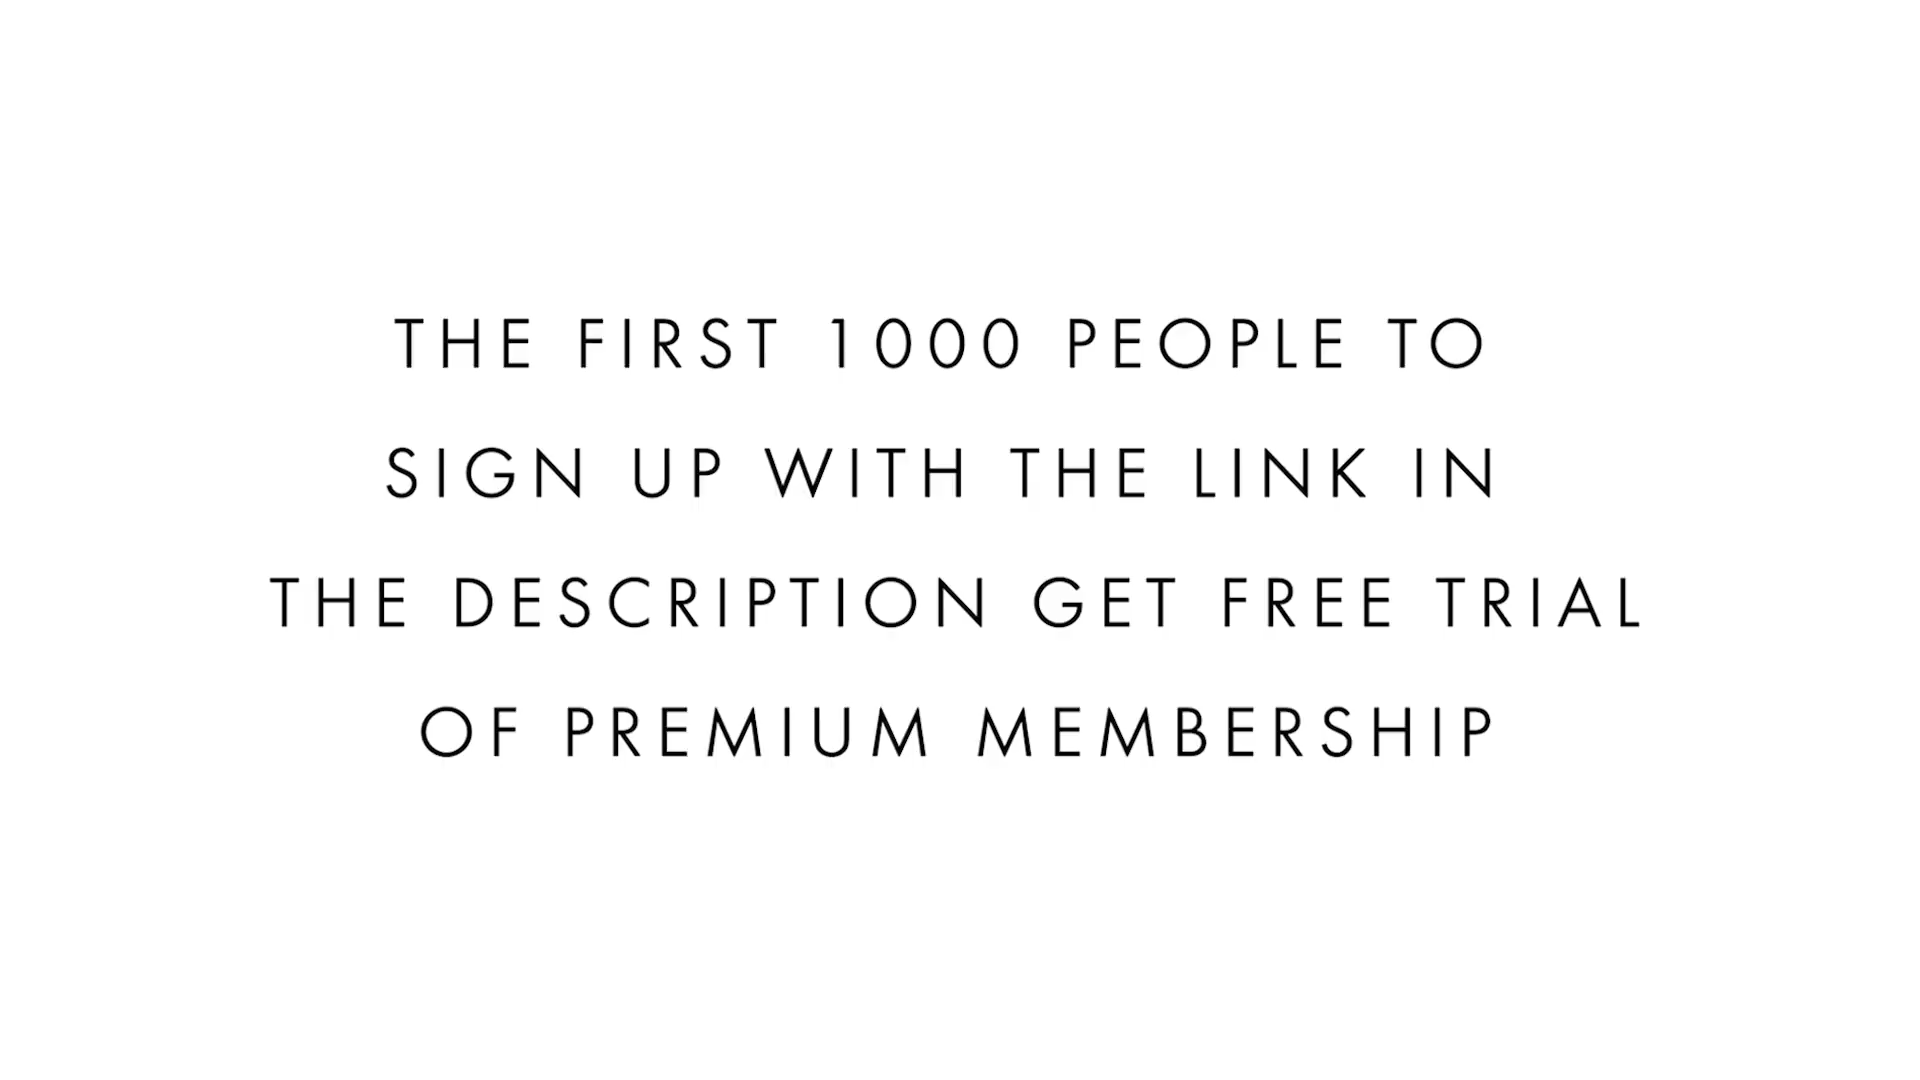 THE FIRST 1000 PEOPLE TO
SIGN UP WITH THE LINK IN
THE DESCRIPTION GET FREE TRIAL
OF PREMIUM MEMBERSHIP